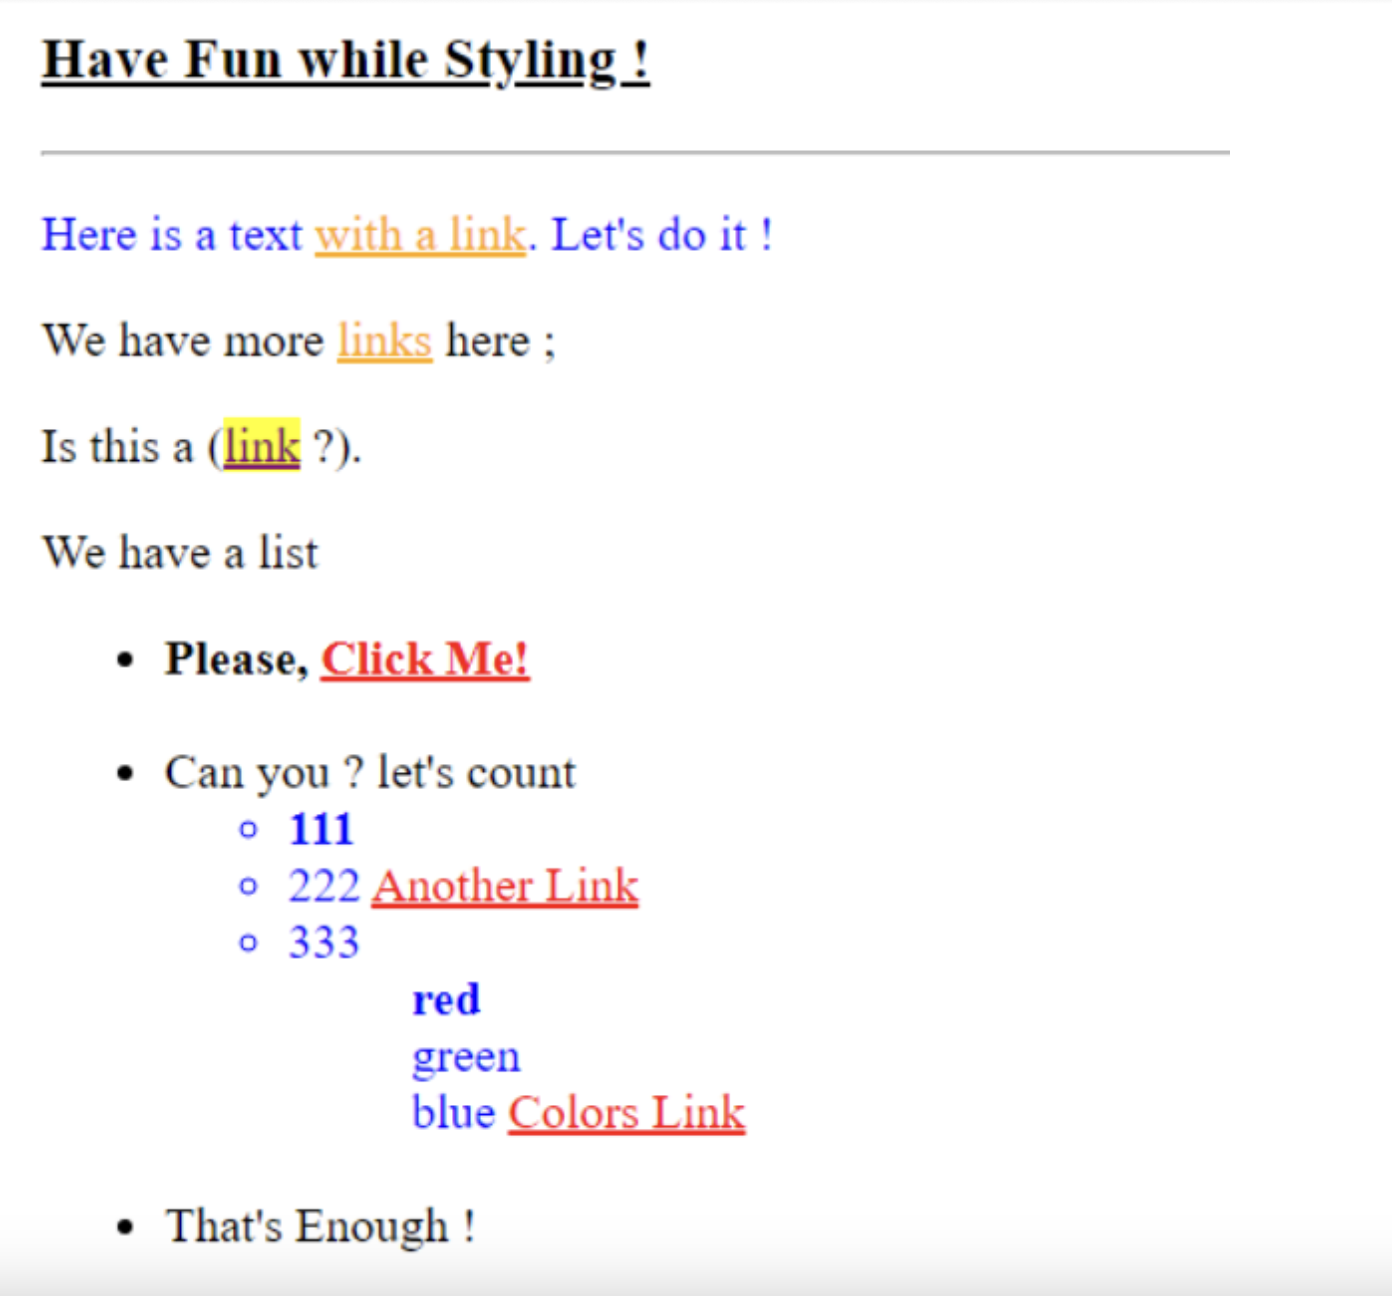 Have Fun while Styling !
Here is a text with a link. Let's do it !
We have more links here ;
Is this a (link ?).
We have a list
• Please, Click Me!
• Can you ? let's count
○ 111
○ 222 Another Link
○ 333
red
green
blue Colors Link
• That's Enough !